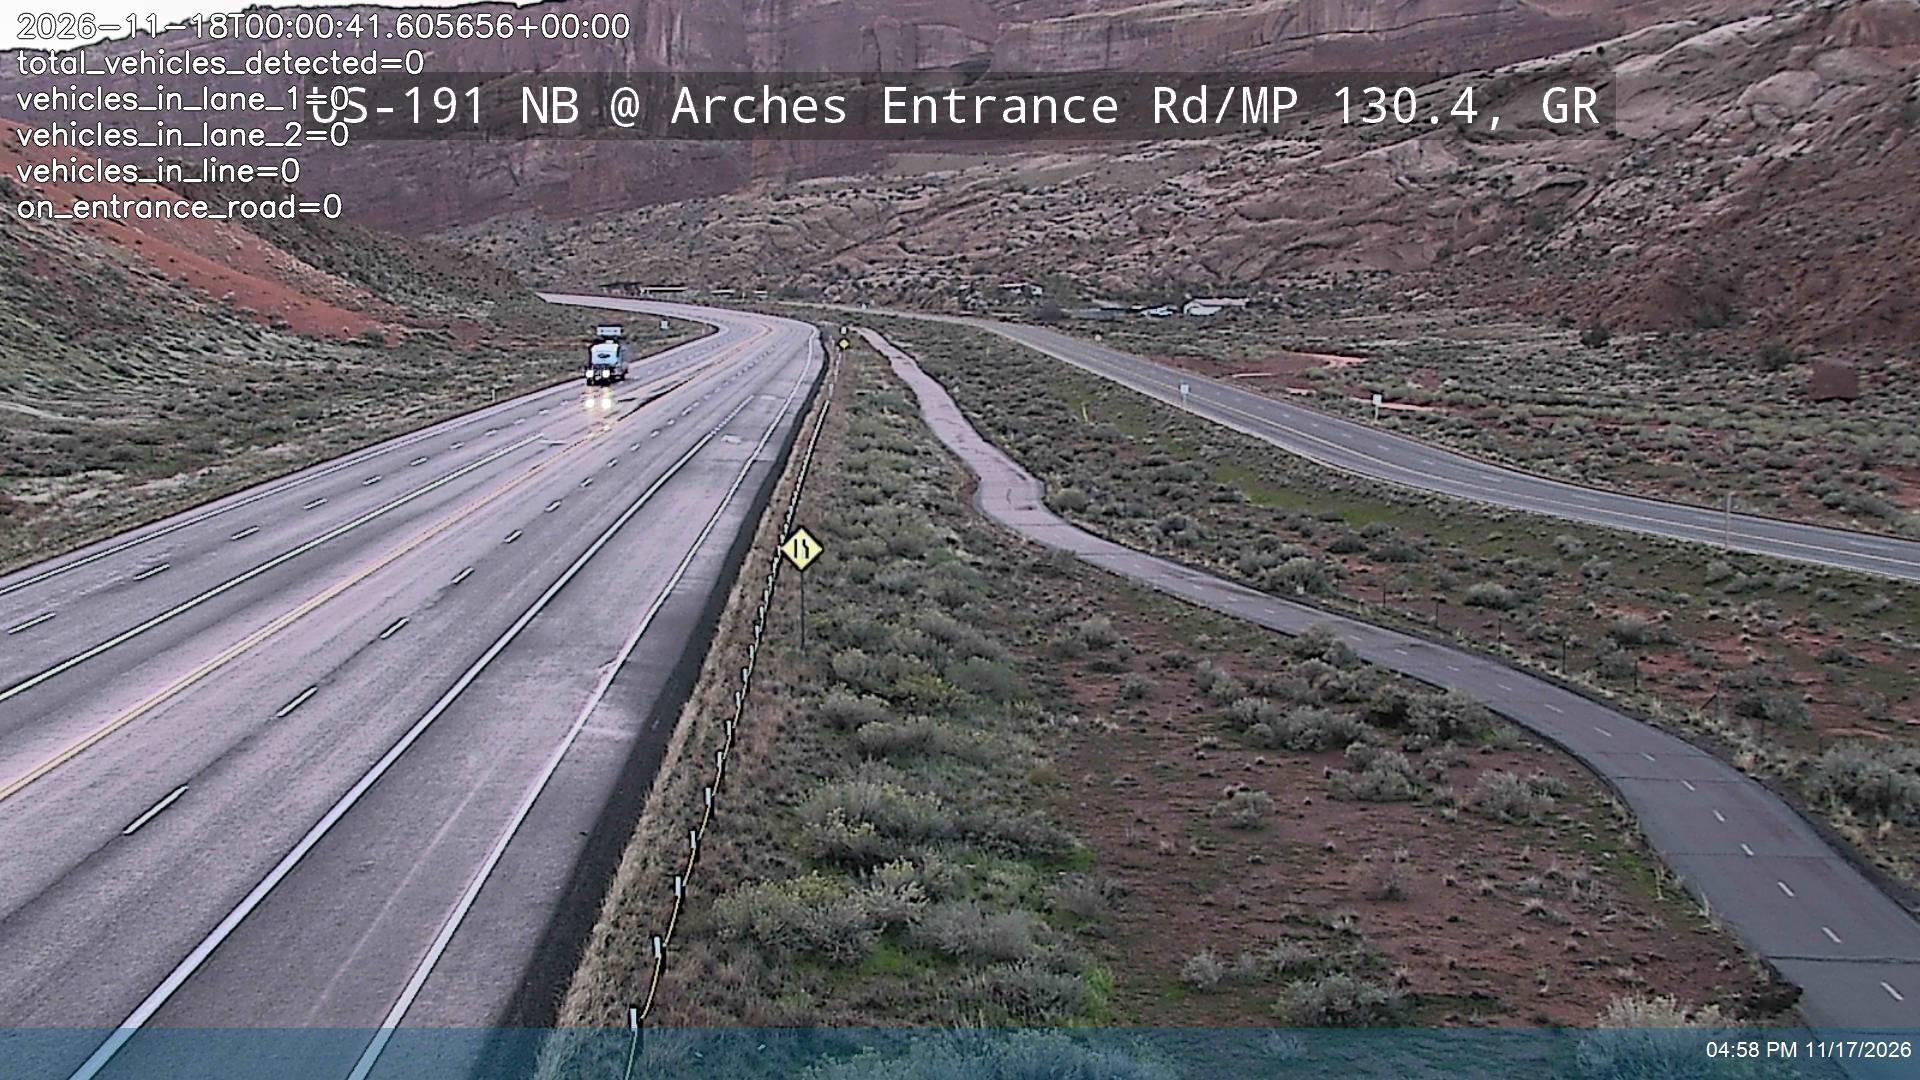 2026-11-18T00:00:41.605656+00:00
total_vehicles_detected=0
vehicles_in_lane_1=0
US-191 NB @ Arches Entrance Rd/MP 130.4, GR
vehicles_in_lane_2=0
vehicles_in_line=0
on_entrance_road=0
04:58 PM 11/17/2026